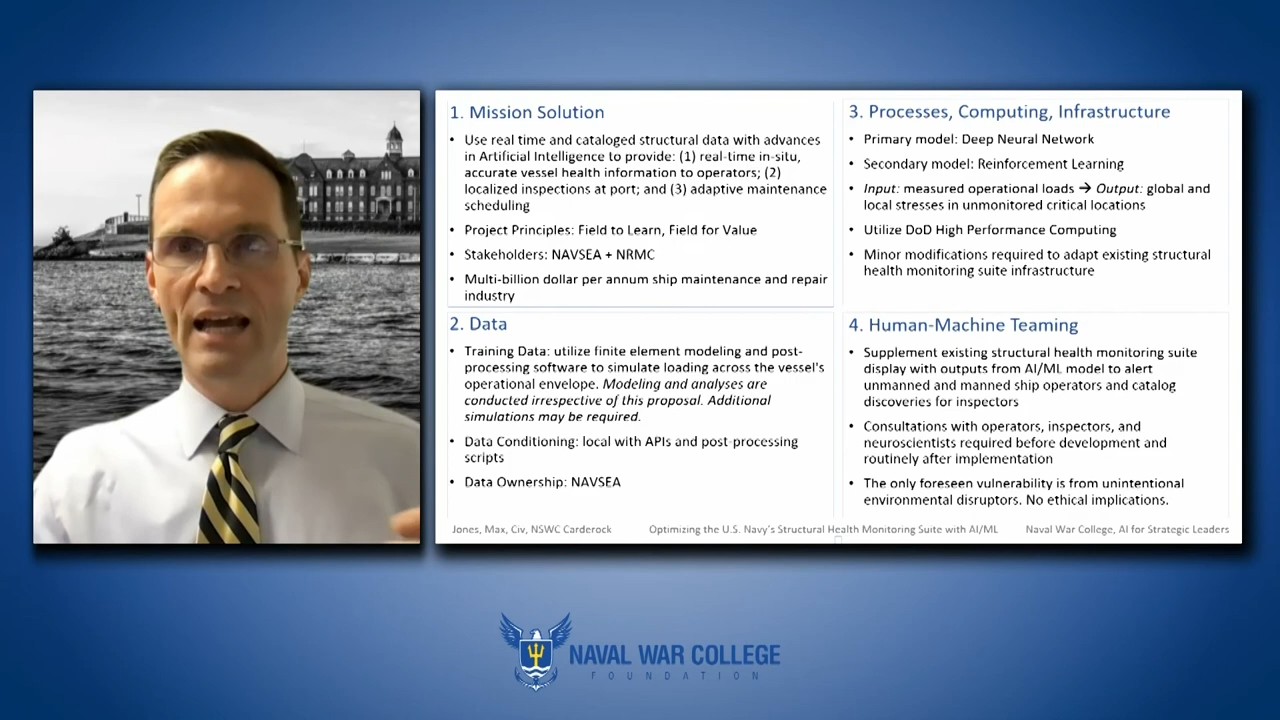 1. Mission Solution
• Use real time and cataloged structural data with advances
in Artificial Intelligence to provide: (1) real-time in-situ,
accurate vessel health information to operators; (2)
localized inspections at port; and (3) adaptive maintenance
scheduling
• Project Principles: Field to Learn, Field for Value
• Stakeholders: NAVSEA + NRMC
• Multi-billion dollar per annum ship maintenance and repair
industry
2. Data
• Training Data: utilize finite element modeling and post-
processing software to simulate loading across the vessel's
operational envelope. Modeling and analyses are
conducted irrespective of this proposal. Additional
simulations may be required.
• Data Conditioning: local with APIs and post-processing
scripts
• Data Ownership: NAVSEA
3. Processes, Computing, Infrastructure
• Primary model: Deep Neural Network
• Secondary model: Reinforcement Learning
• Input: measured operational loads → Output: global and
local stresses in unmonitored critical locations
• Utilize DoD High Performance Computing
• Minor modifications required to adapt existing structural
health monitoring suite infrastructure
4. Human-Machine Teaming
• Supplement existing structural health monitoring suite
display with outputs from AI/ML model to alert
unmanned and manned ship operators and catalog
discoveries for inspectors
• Consultations with operators, inspectors, and
neuroscientists required before development and
routinely after implementation
• The only foreseen vulnerability is from unintentional
environmental disruptors. No ethical implications.
Jones, Max, Civ, NSWC Carderock Optimizing the U.S. Navy's Structural Health Monitoring Suite with AI/ML Naval War College, AI for Strategic Leaders
NAVAL WAR COLLEGE
FOUNDATION